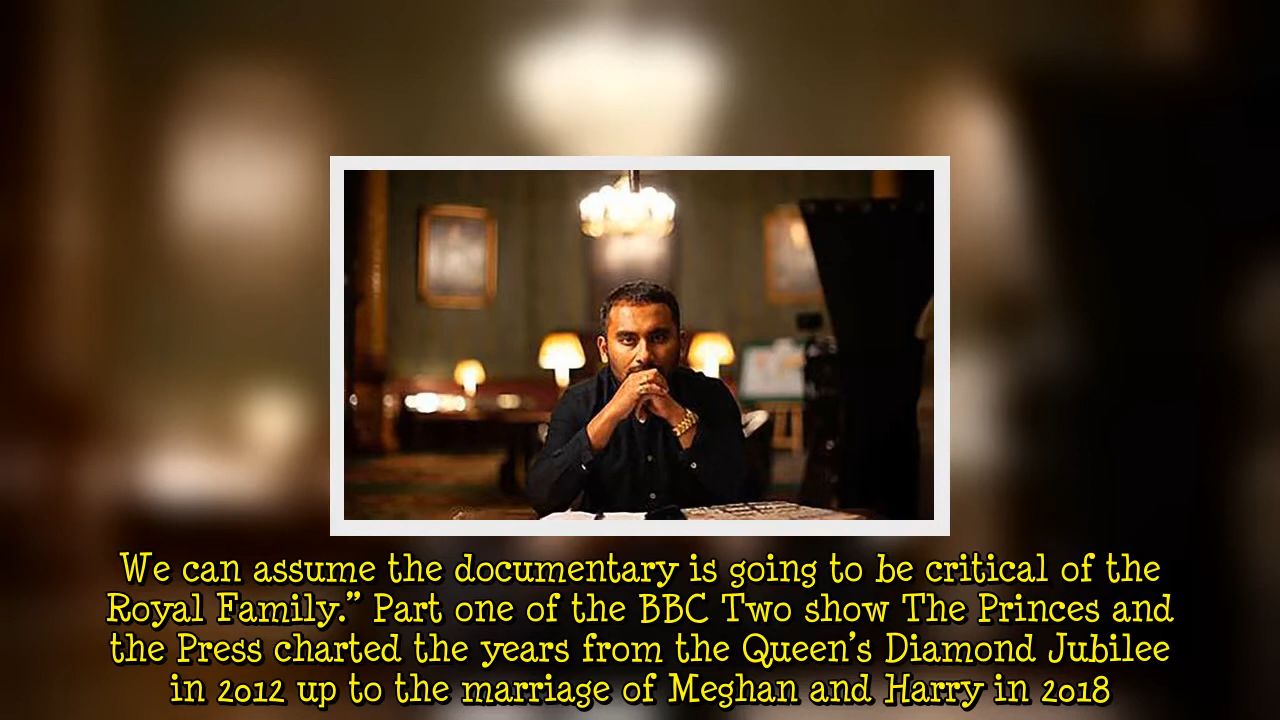 We can assume the documentary is going to be critical of the
Royal Family.” Part one of the BBC Two show The Princes and
the Press charted the years from the Queen’s Diamond Jubilee
in 2012 up to the marriage of Meghan and Harry in 2018